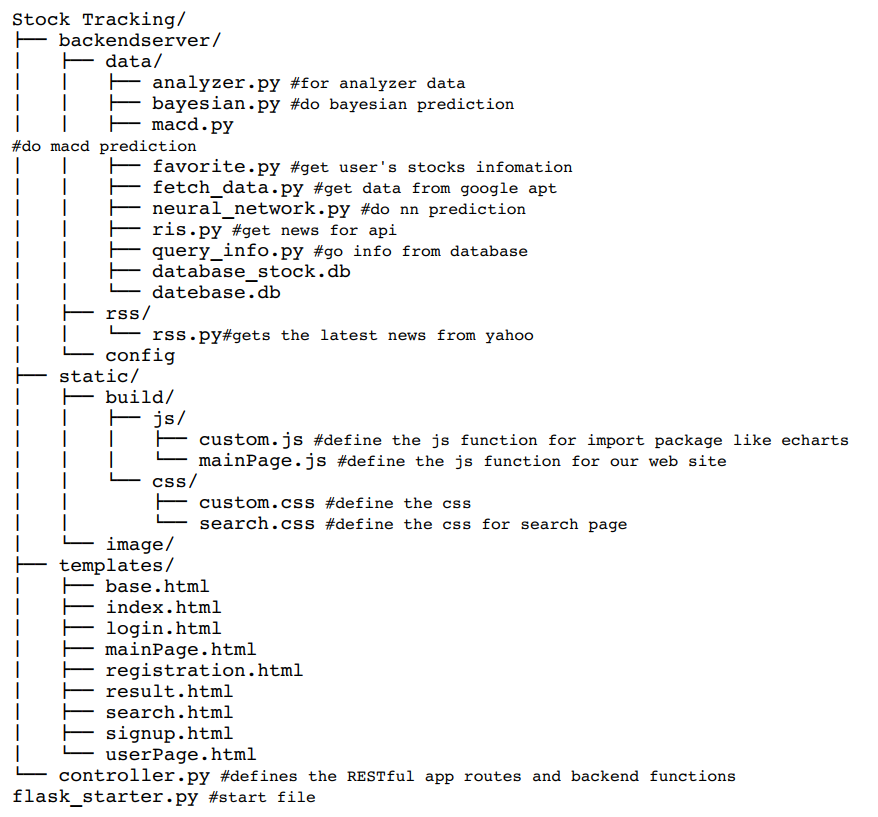 Stock Tracking/
├── backendserver/
│   ├── data/
│   │   ├── analyzer.py #for analyzer data
│   │   ├── bayesian.py #do bayesian prediction
│   │   ├── macd.py
#do macd prediction
│   │   ├── favorite.py #get user's stocks infomation
│   │   ├── fetch_data.py #get data from google apt
│   │   ├── neural_network.py #do nn prediction
│   │   ├── ris.py #get news for api
│   │   ├── query_info.py #go info from database
│   │   ├── database_stock.db
│   │   └── datebase.db
│   ├── rss/
│   │   └── rss.py#gets the latest news from yahoo
│   └── config
├── static/
│   ├── build/
│   │   ├── js/
│   │   │   ├── custom.js #define the js function for import package like echarts
│   │   │   └── mainPage.js #define the js function for our web site
│   │   └── css/
│   │       ├── custom.css #define the css
│   │       └── search.css #define the css for search page
│   └── image/
├── templates/
│   ├── base.html
│   ├── index.html
│   ├── login.html
│   ├── mainPage.html
│   ├── registration.html
│   ├── result.html
│   ├── search.html
│   ├── signup.html
│   └── userPage.html
└── controller.py #defines the RESTful app routes and backend functions
flask_starter.py #start file